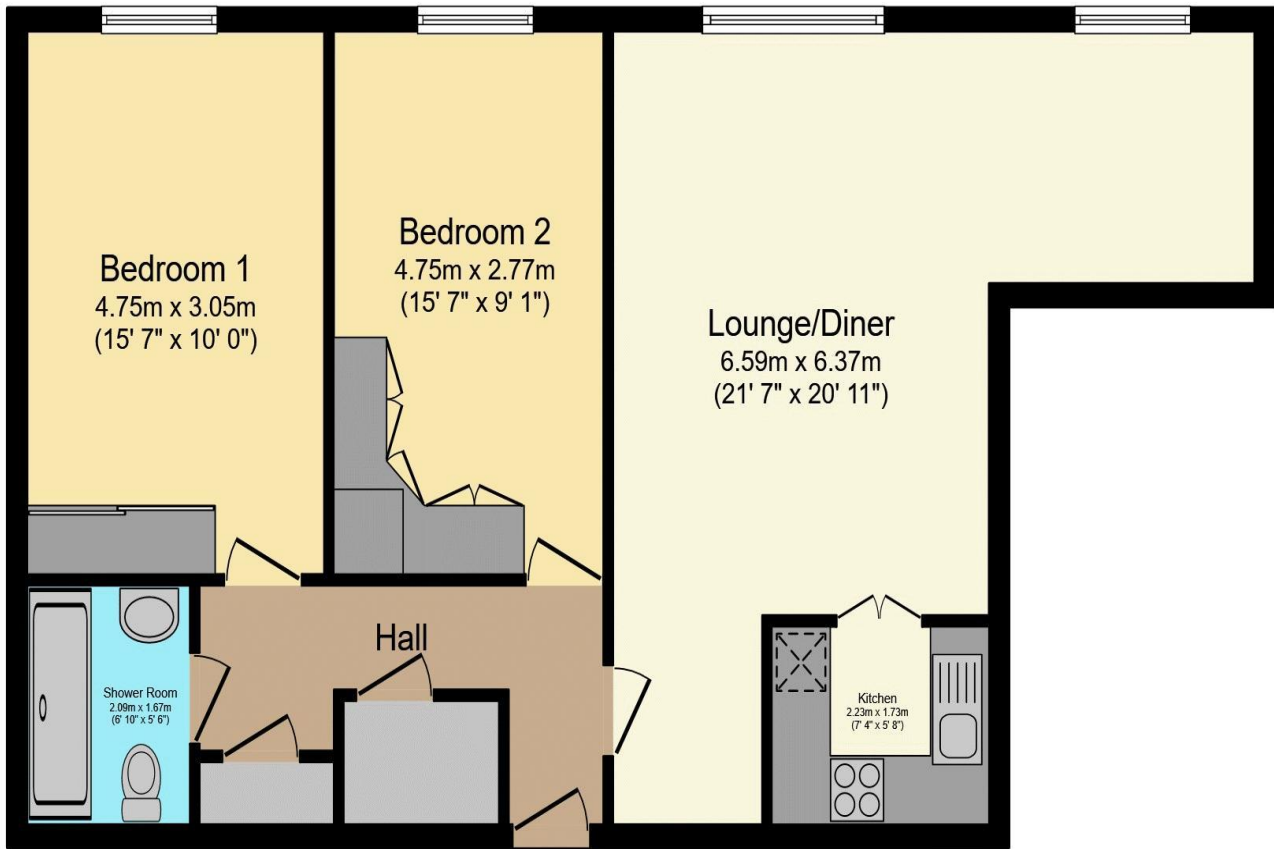 Bedroom 1
4.75m x 3.05m
(15' 7" x 10' 0")
Bedroom 2
4.75m x 2.77m
(15' 7" x 9' 1")
Lounge/Diner
6.59m x 6.37m
(21' 7" x 20' 11")
Hall
Shower Room
2.09m x 1.67m
(6' 10" x 5' 6")
Kitchen
2.23m x 1.73m
(7' 4" x 5' 8")